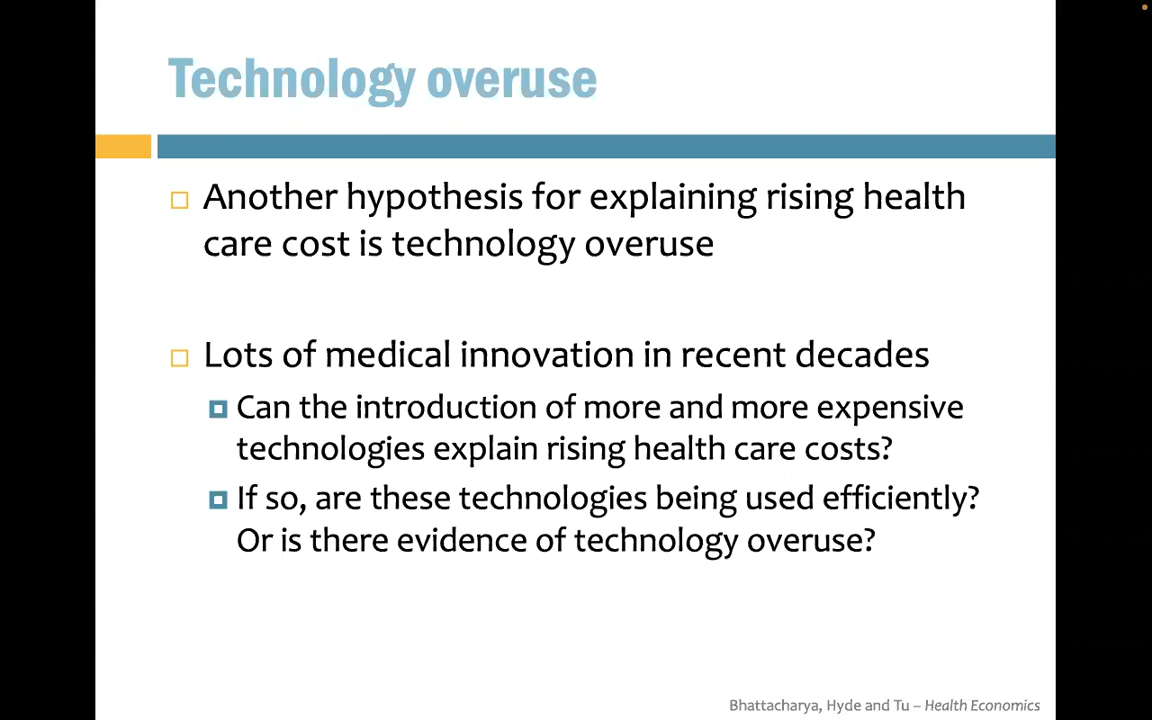 Technology overuse
Another hypothesis for explaining rising health
care cost is technology overuse
Lots of medical innovation in recent decades
Can the introduction of more and more expensive
technologies explain rising health care costs?
If so, are these technologies being used efficiently?
Or is there evidence of technology overuse?
Bhattacharya, Hyde and Tu – Health Economics